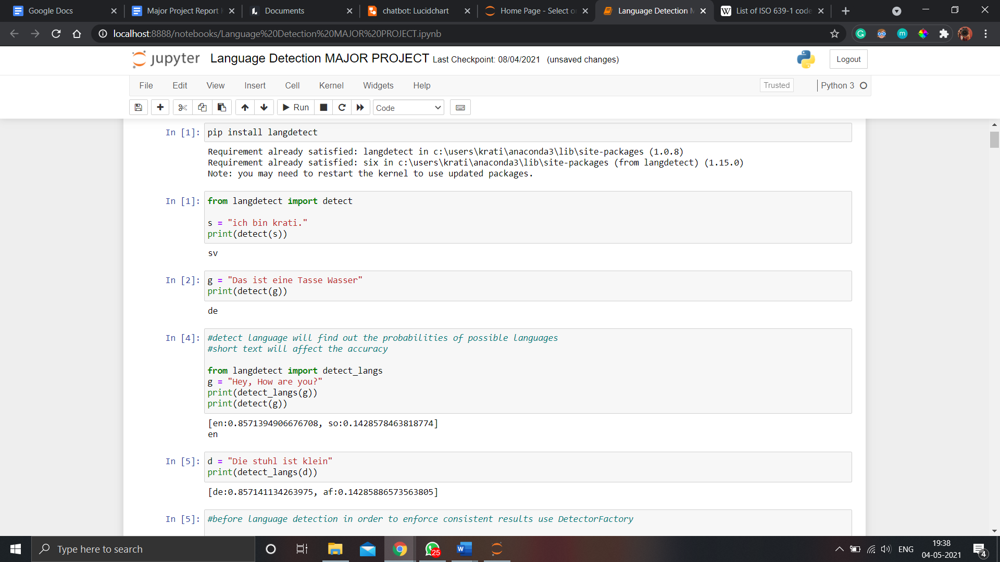 Google Docs
Major Project Report
Documents
chatbot: Lucidchart
Home Page - Select o
Language Detection M
List of ISO 639-1 code
localhost:8888/notebooks/Language%20Detection%20MAJOR%20PROJECT.ipynb
jupyter Language Detection MAJOR PROJECT Last Checkpoint: 08/04/2021 (unsaved changes)
Logout
File Edit View Insert Cell Kernel Widgets Help
Trusted
Python 3
Run
Code
In [1]: pip install langdetect
Requirement already satisfied: langdetect in c:\users\krati\anaconda3\lib\site-packages (1.0.8)
Requirement already satisfied: six in c:\users\krati\anaconda3\lib\site-packages (from langdetect) (1.15.0)
Note: you may need to restart the kernel to use updated packages.
In [1]: from langdetect import detect
s = "ich bin krati."
print(detect(s))
sv
In [2]: g = "Das ist eine Tasse Wasser"
print(detect(g))
de
In [4]: #detect language will find out the probabilities of possible languages
#short text will affect the accuracy
from langdetect import detect_langs
g = "Hey, How are you?"
print(detect_langs(g))
print(detect(g))
[en:0.8571394906676708, so:0.1428578463818774]
en
In [5]: d = "Die stuhl ist klein"
print(detect_langs(d))
[de:0.857141134263975, af:0.14285886573563805]
In [5]: #before language detection in order to enforce consistent results use DetectorFactory
Type here to search
25
ENG
19:38
04-05-2021
4